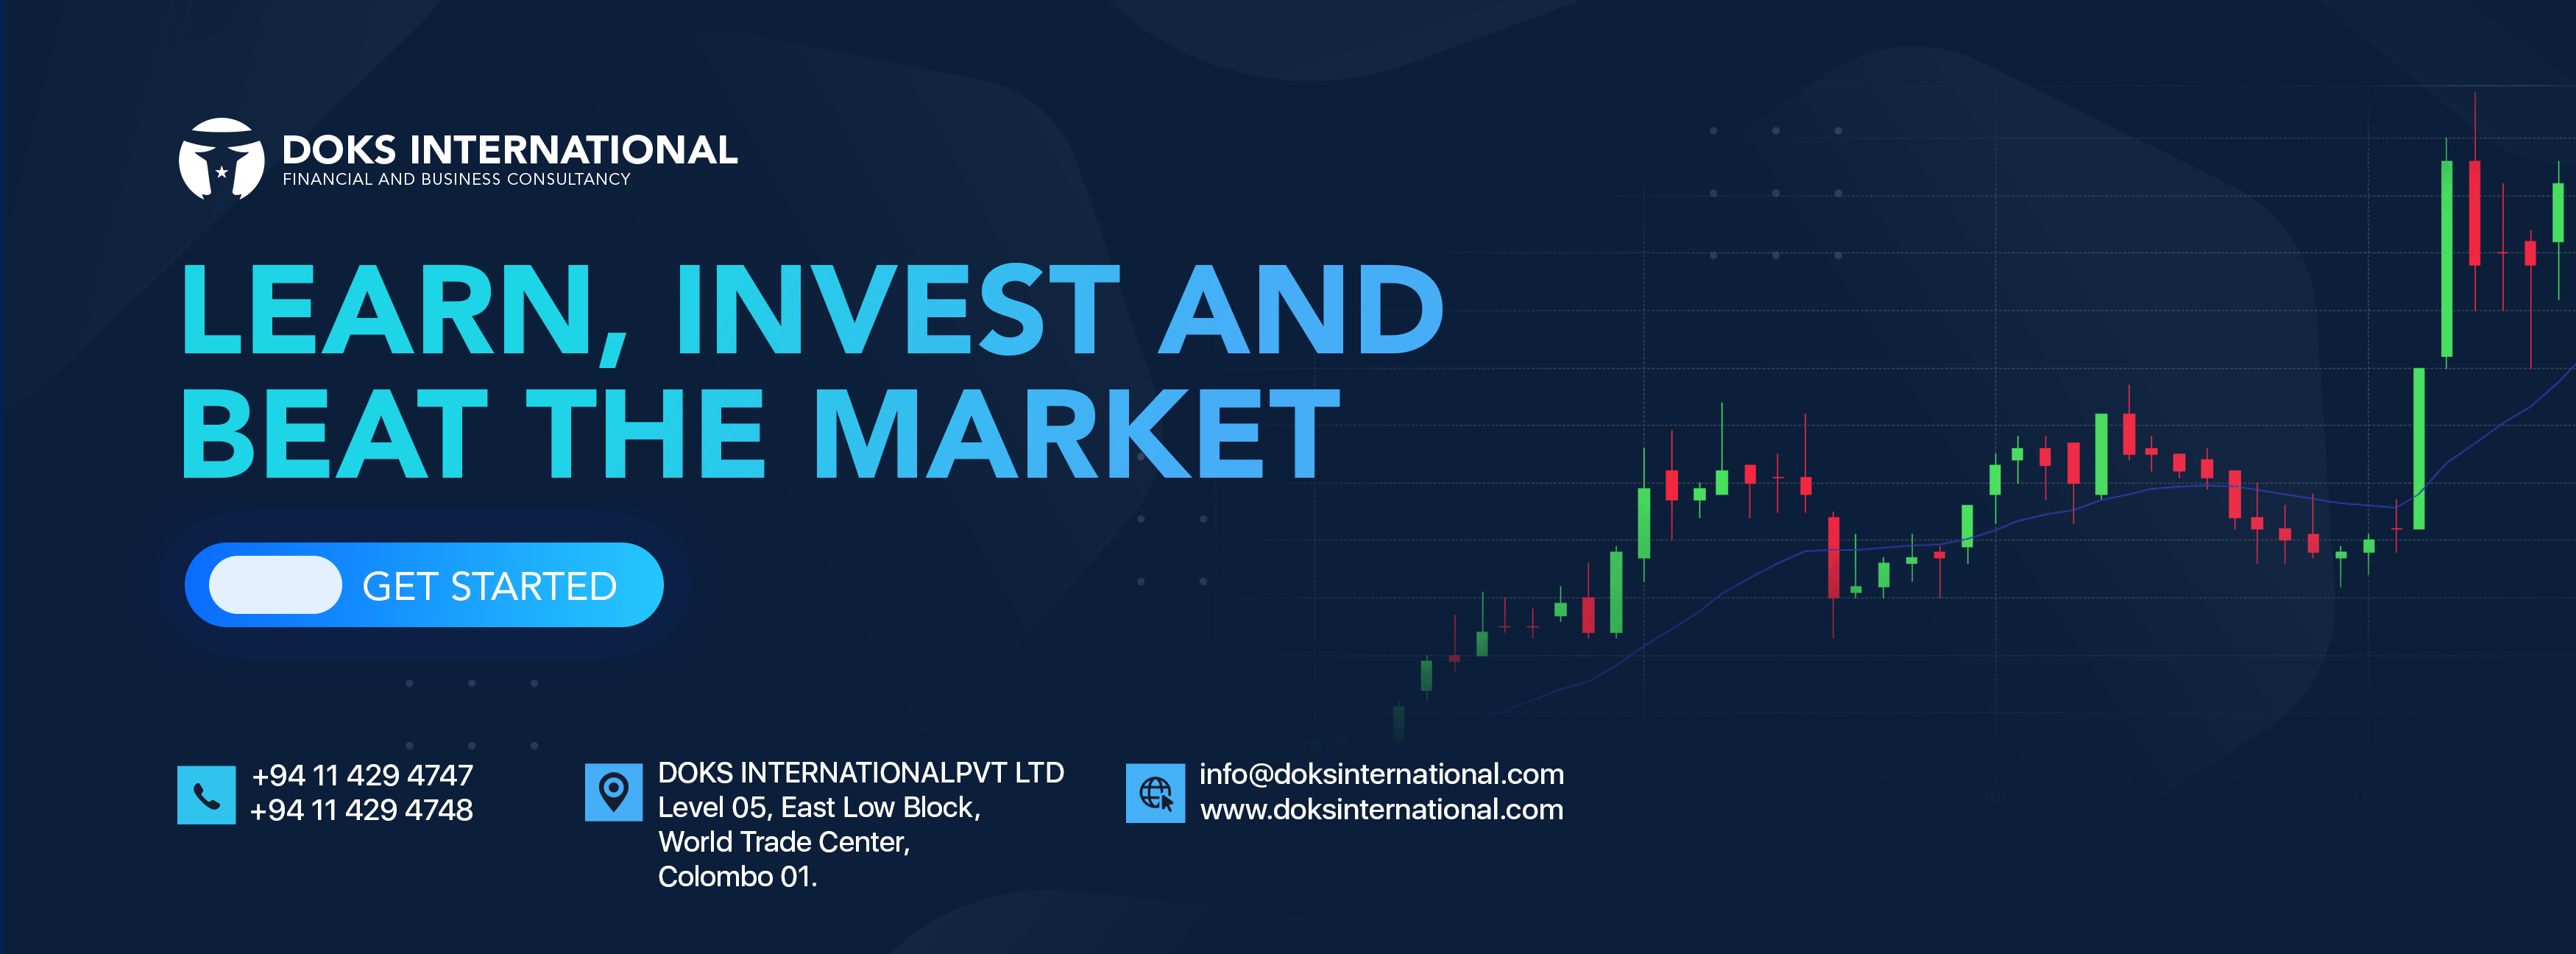 DOKS INTERNATIONAL
FINANCIAL AND BUSINESS CONSULTANCY
LEARN, INVEST AND
BEAT THE MARKET
GET STARTED
+94 11 429 4747
+94 11 429 4748
DOKS INTERNATIONALPVT LTD
Level 05, East Low Block,
World Trade Center,
Colombo 01.
info@doksinternational.com
www.doksinternational.com
Jul
Oct